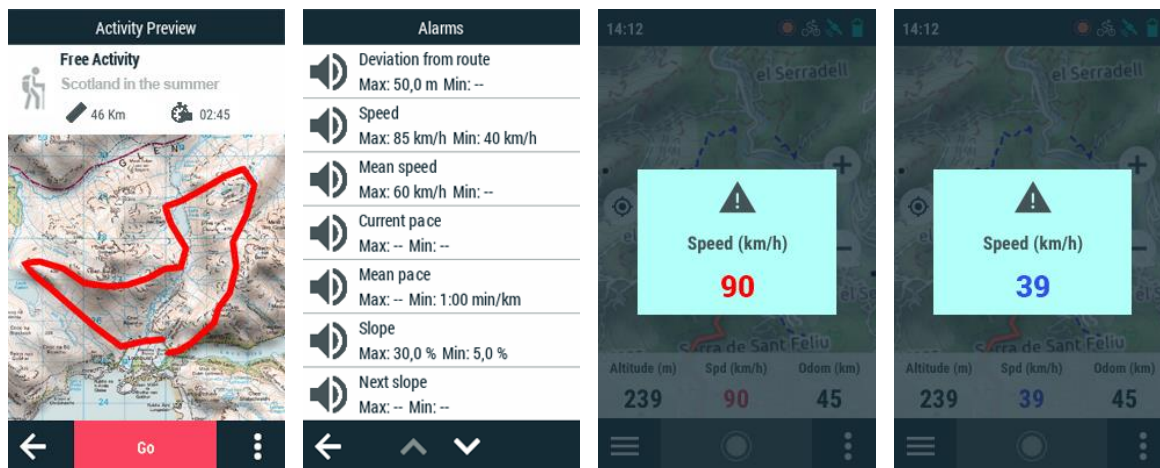 Activity Preview
Free Activity
Scotland in the summer
46 Km 02:45
Go
Alarms
Deviation from route
Max: 50,0 m Min: --
Speed
Max: 85 km/h Min: 40 km/h
Mean speed
Max: 60 km/h Min: --
Current pace
Max: -- Min: --
Mean pace
Max: -- Min: 1:00 min/km
Slope
Max: 30,0 % Min: 5,0 %
Next slope
Max: -- Min: --
14:12
el Serradell
Speed (km/h)
90
Serra de Sant Feliu
Altitude (m) Spd (km/h) Odom (km)
239 90 45
14:12
el Serradell
Speed (km/h)
39
Serra de Sant Feliu
Altitude (m) Spd (km/h) Odom (km)
239 39 45